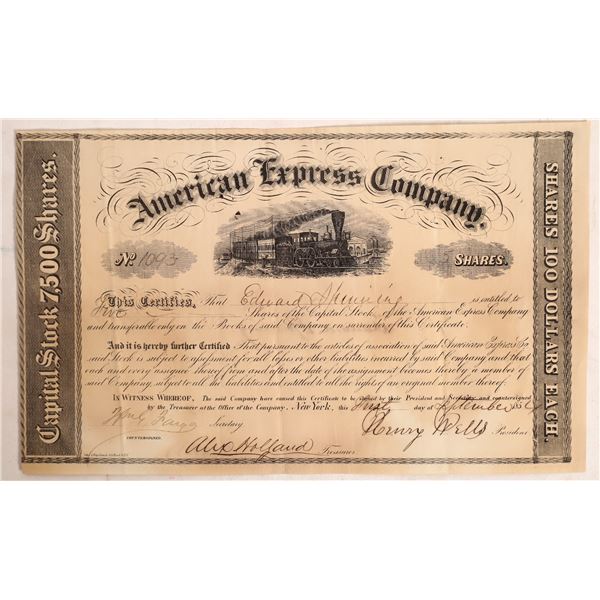 American Express Company.
Capital Stock 7,500 Shares.
SHARES 100 DOLLARS EACH.
No. 1093
5 SHARES.
This Certifies, That Edward is entitled to
Five Shares of the Capital Stock, of the American Express Company
and transferable only on the Books of said Company on surrender of this Certificate.
And it is hereby further Certified That pursuant to the articles of association of said American Express Co
said Stock is subject to assessment for all losses or other liabilities incurred by said Company and that
each and every assignee thereof from and after the date of the assignment becomes thereby a member of
said Company, subject to all the liabilities and entitled to all the right of an original member thereof.
IN WITNESS WHEREOF, The said Company have caused this Certificate to be signed by their President and Secretary and countersigned
by the Treasurer at the Office of the Company, New York, this First day of September 185
Secretary Henry Wells President
COUNTERSIGNED.
Alex Holland Treasurer